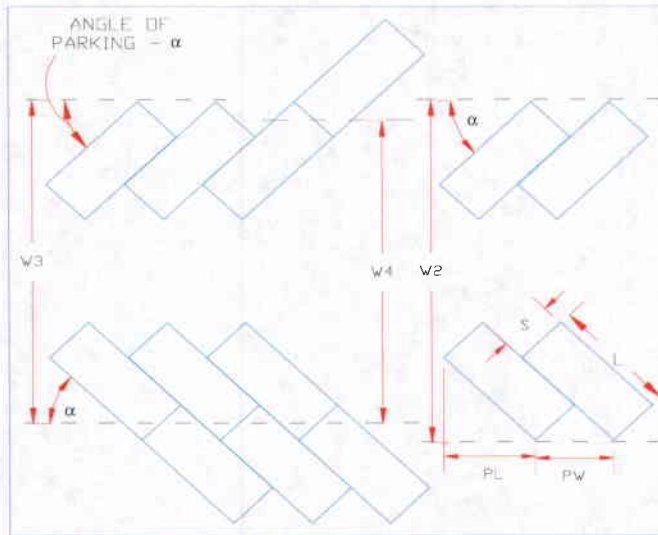 ANGLE OF
PARKING - α
α
W3
W4
W2
S
L
α
PL
PW